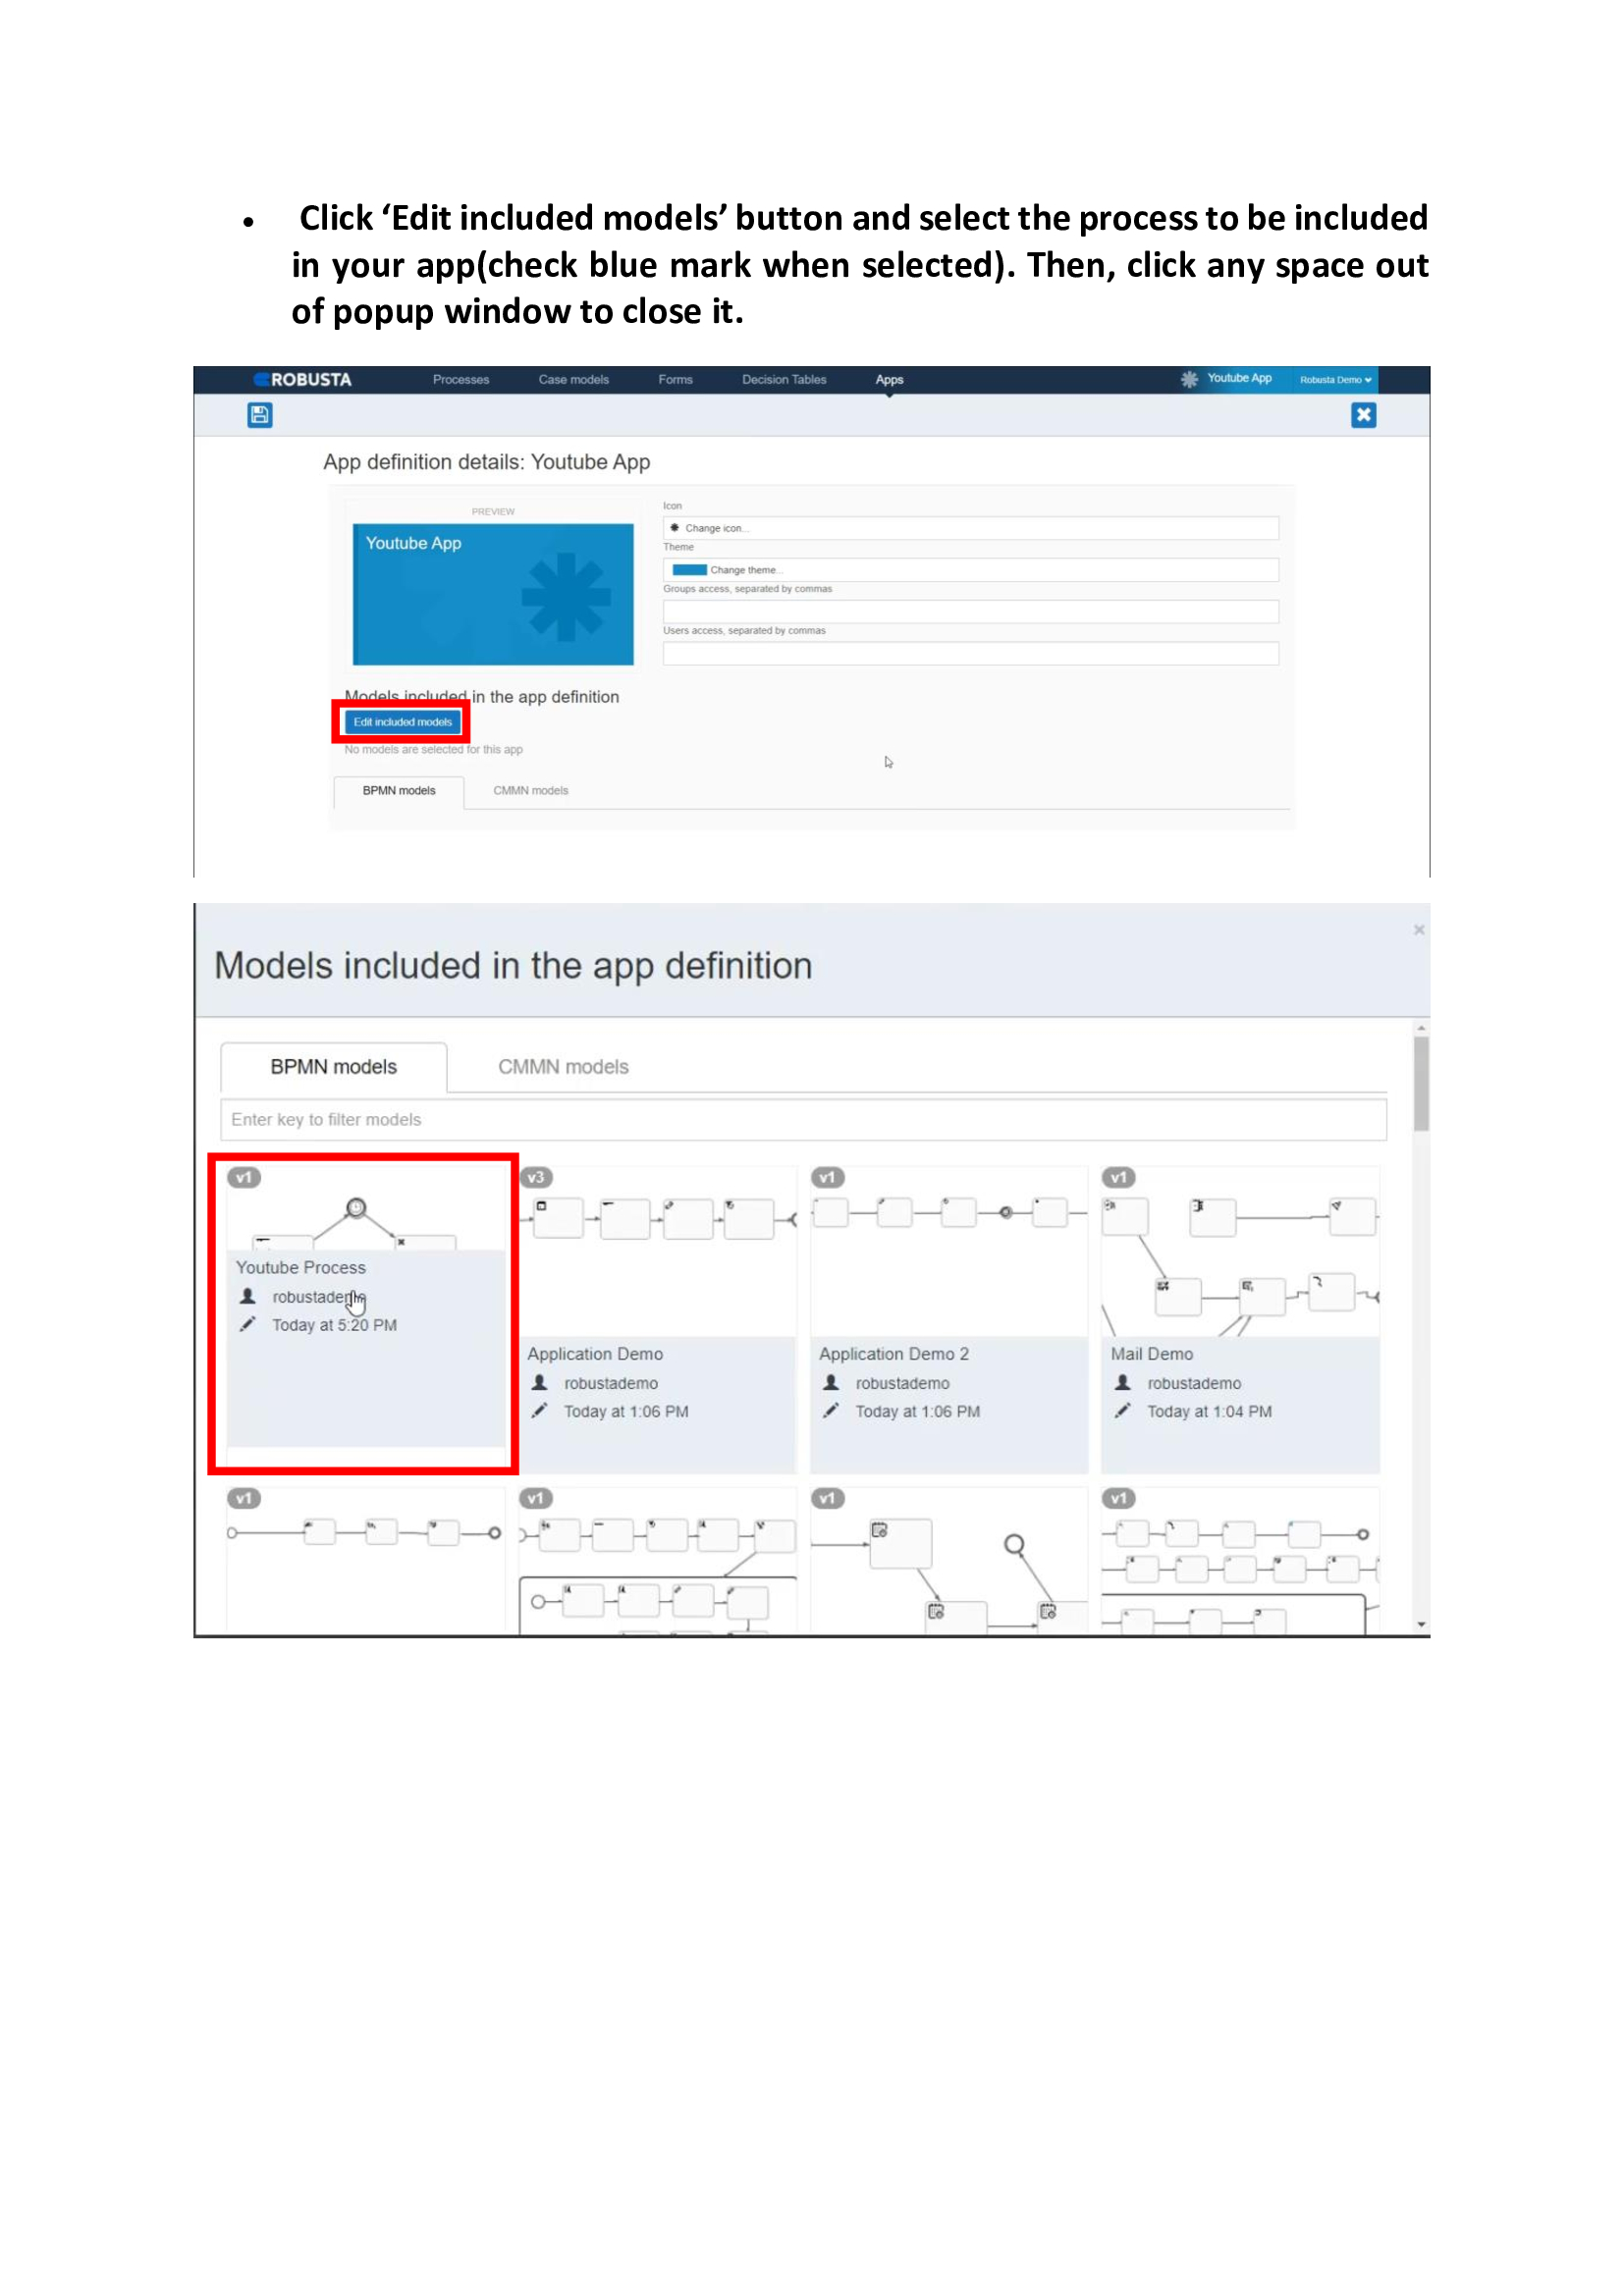 • Click ‘Edit included models’ button and select the process to be included
in your app(check blue mark when selected). Then, click any space out
of popup window to close it.
ROBUSTA Processes Case models Forms Decision Tables Apps Youtube App Robusta Demo
App definition details: Youtube App
PREVIEW
Youtube App
Icon
Change icon...
Theme
Change theme...
Groups access, separated by commas
Users access, separated by commas
Models included in the app definition
Edit included models
No models are selected for this app
BPMN models CMMN models
Models included in the app definition
×
BPMN models CMMN models
Enter key to filter models
v1 v3 v1 v1
Youtube Process
robustademo
Today at 5:20 PM
Application Demo
robustademo
Today at 1:06 PM
Application Demo 2
robustademo
Today at 1:06 PM
Mail Demo
robustademo
Today at 1:04 PM
v1 v1 v1 v1